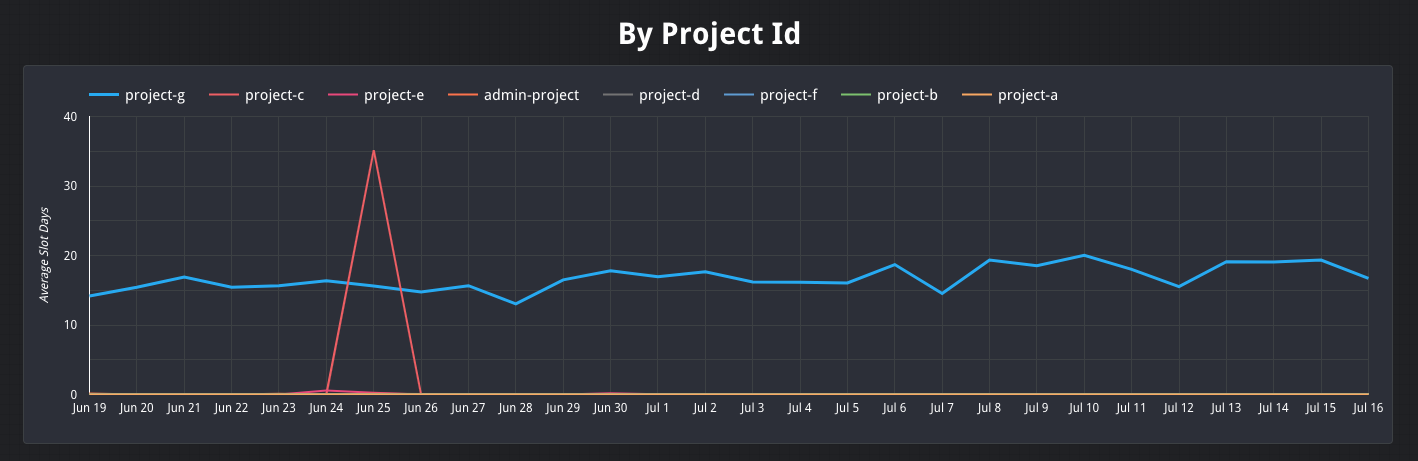 By Project Id
project-g project-c project-e admin-project project-d project-f project-b project-a
40
30
20
10
0
Average Slot Days
Jun 19 Jun 20 Jun 21 Jun 22 Jun 23 Jun 24 Jun 25 Jun 26 Jun 27 Jun 28 Jun 29 Jun 30 Jul 1 Jul 2 Jul 3 Jul 4 Jul 5 Jul 6 Jul 7 Jul 8 Jul 9 Jul 10 Jul 11 Jul 12 Jul 13 Jul 14 Jul 15 Jul 16